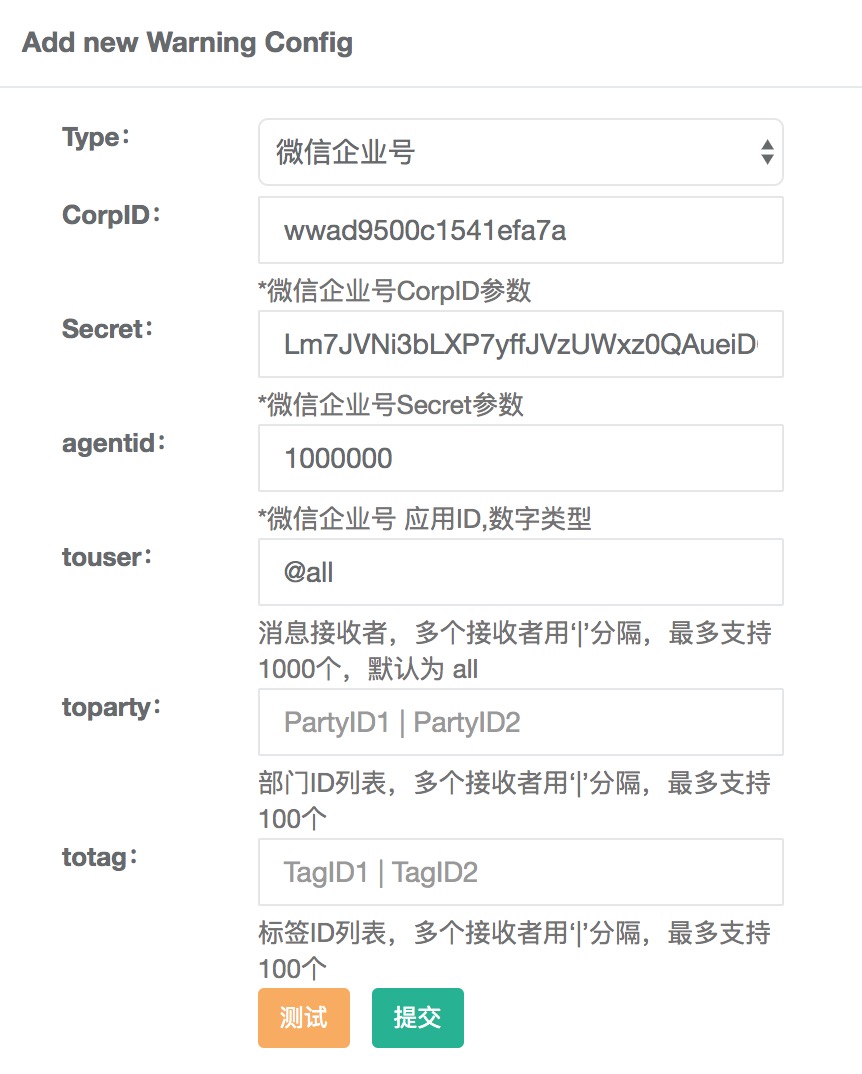 Add new Warning Config
Type：
微信企业号
CorpID：
wwad9500c1541efa7a
*微信企业号CorpID参数
Secret：
Lm7JVNi3bLXP7yffJVzUWxz0QAueiD
*微信企业号Secret参数
agentid：
1000000
*微信企业号 应用ID,数字类型
touser：
@all
消息接收者，多个接收者用‘|’分隔，最多支持
1000个，默认为 all
toparty：
PartyID1 | PartyID2
部门ID列表，多个接收者用‘|’分隔，最多支持
100个
totag：
TagID1 | TagID2
标签ID列表，多个接收者用‘|’分隔，最多支持
100个
测试
提交